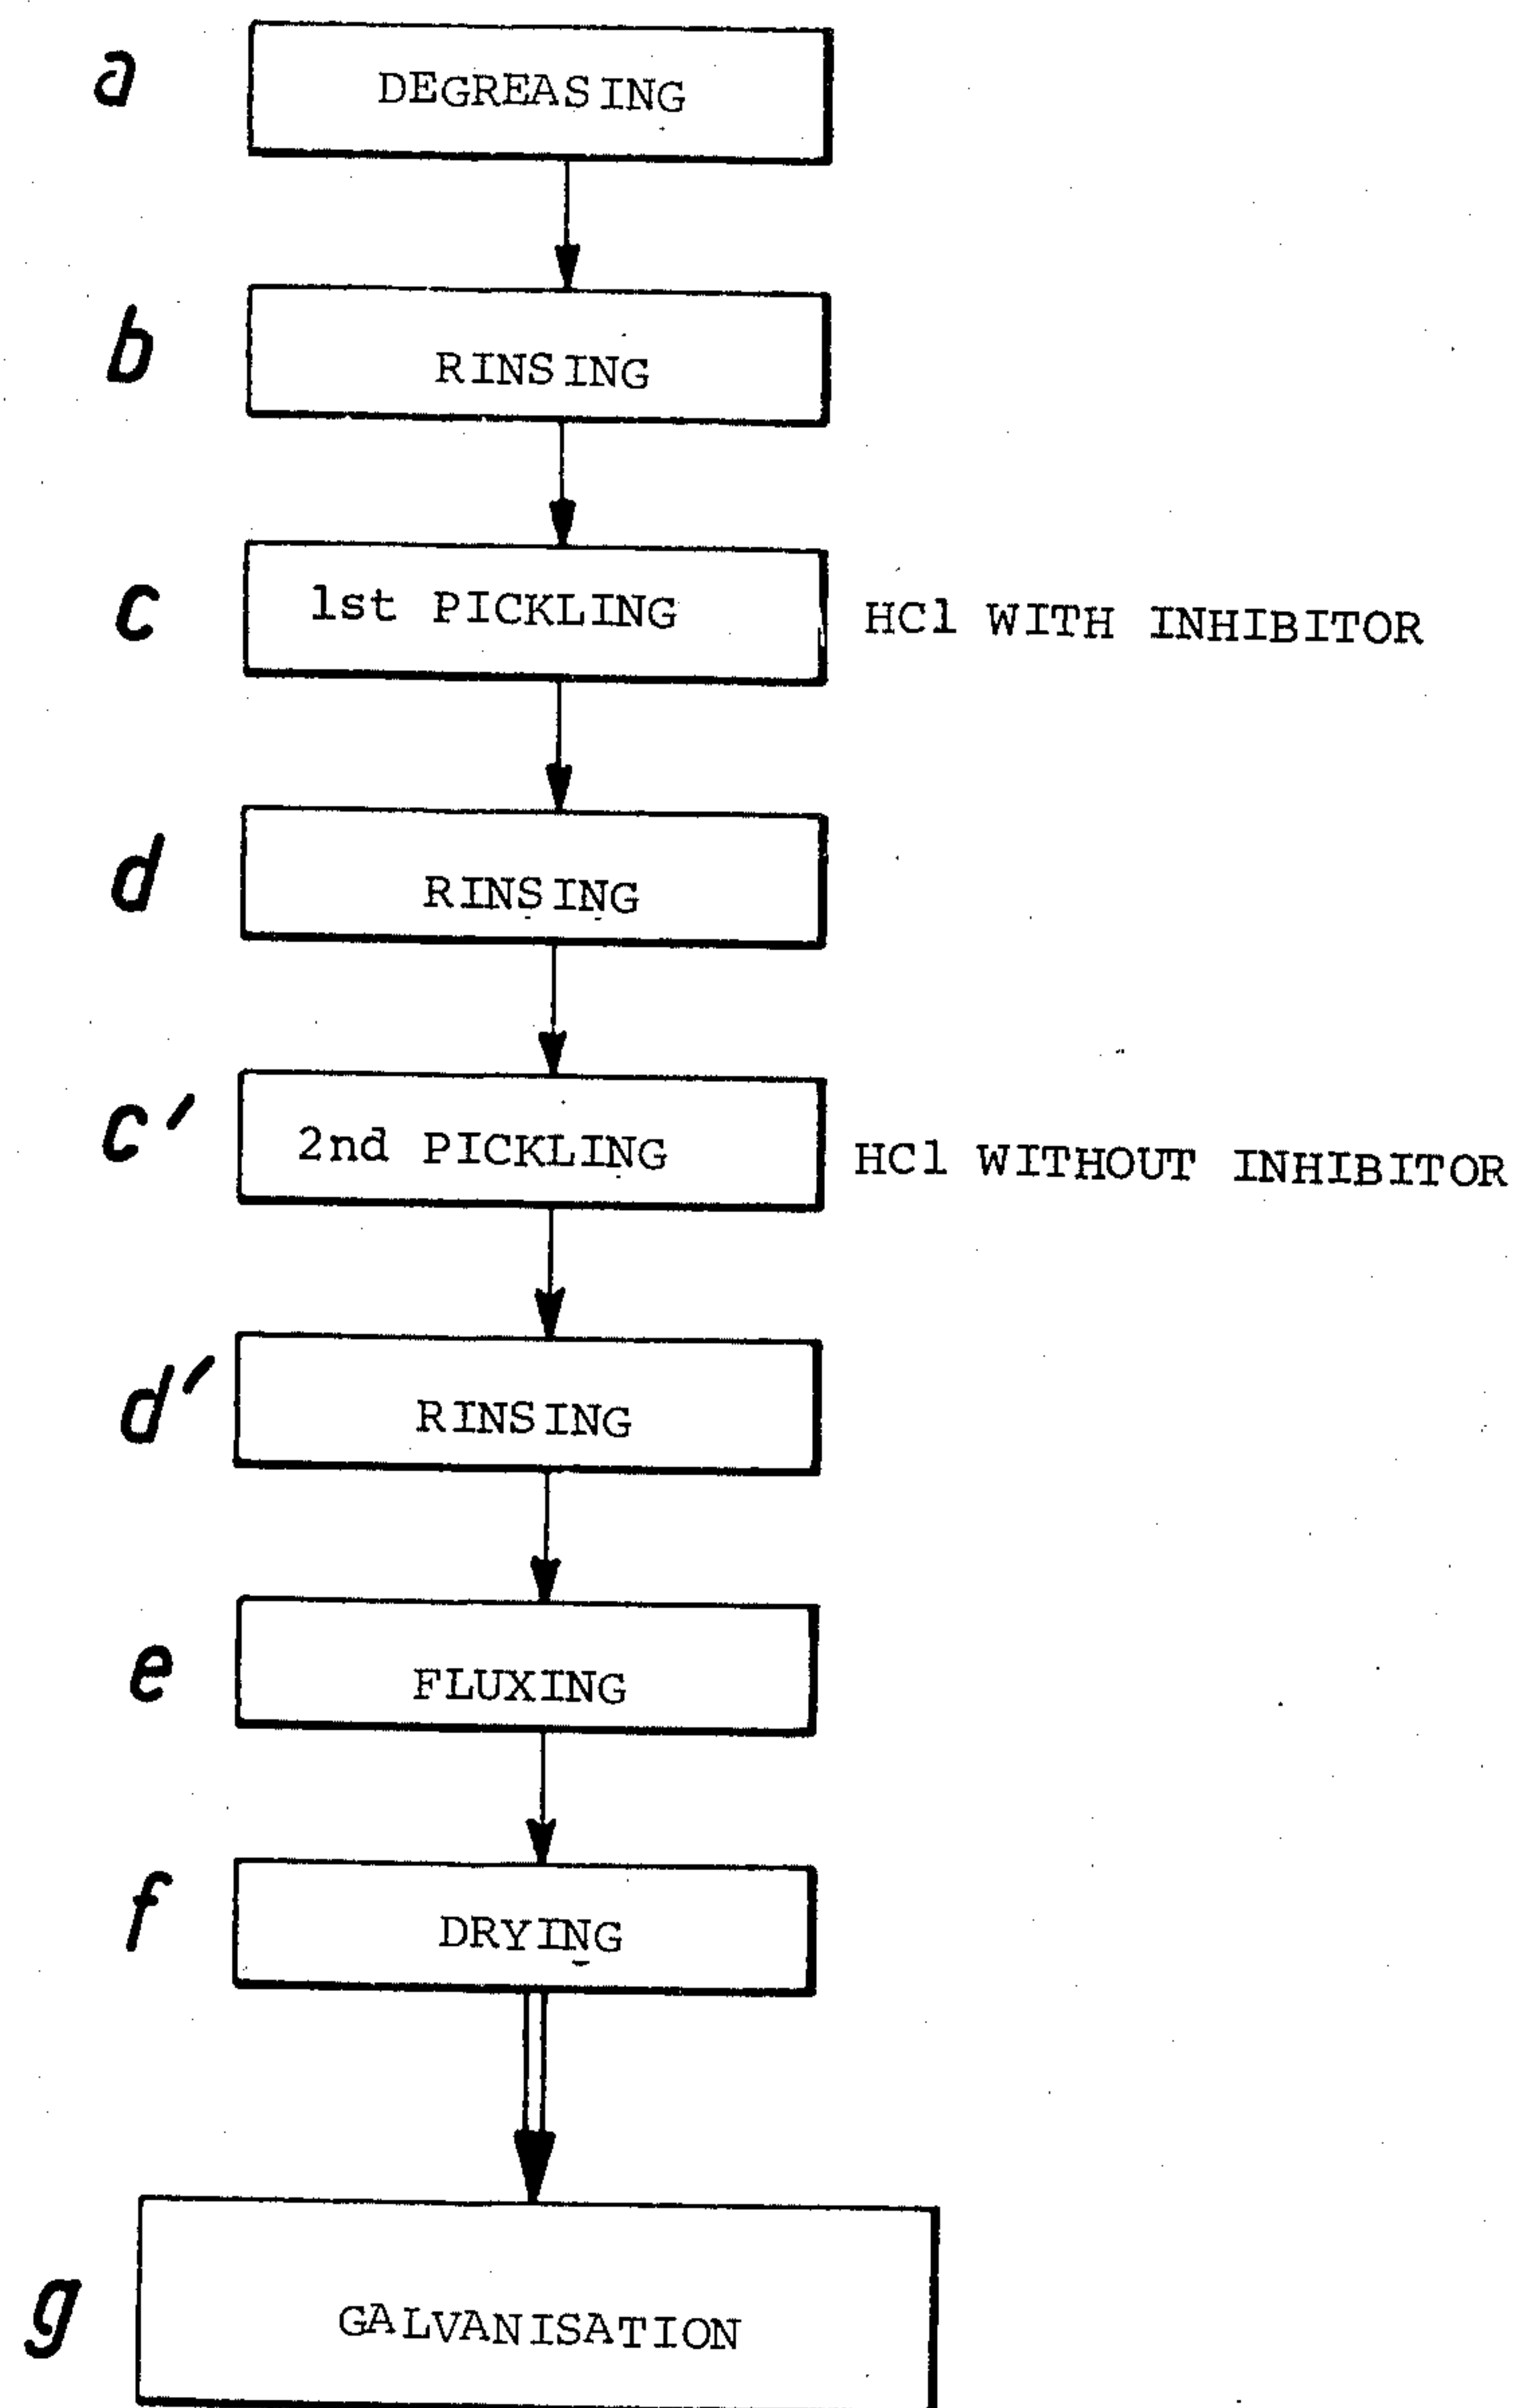 a DEGREASING
b RINSING
c 1st PICKLING HCl WITH INHIBITOR
d RINSING
c' 2nd PICKLING HCl WITHOUT INHIBITOR
d' RINSING
e FLUXING
f DRYING
g GALVANISATION